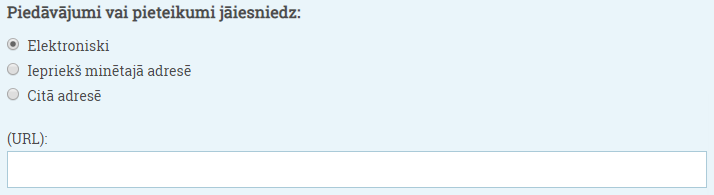 Piedāvājumi vai pieteikumi jāiesniedz:
Elektroniski
Iepriekš minētajā adresē
Citā adresē
(URL):